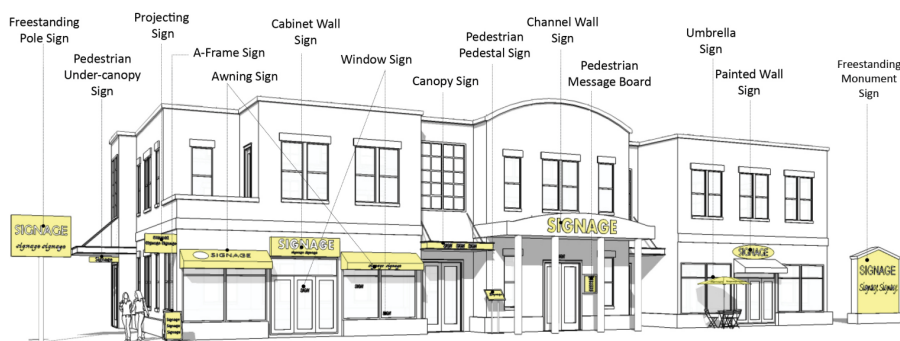 Freestanding
Pole Sign
Projecting
Sign
Pedestrian
Under-canopy
Sign
A-Frame Sign
Awning Sign
Cabinet Wall
Sign
Window Sign
Canopy Sign
Pedestrian
Pedestal Sign
Channel Wall
Sign
Pedestrian
Message Board
Umbrella
Sign
Painted Wall
Sign
Freestanding
Monument
Sign
SIGNAGE
Signage Signage
SIGNAGE
SIGNAGE
Signage Signage
SIGNAGE
SIGNAGE
SIGNAGE
Signage Signage
Signage
Signage
Signage